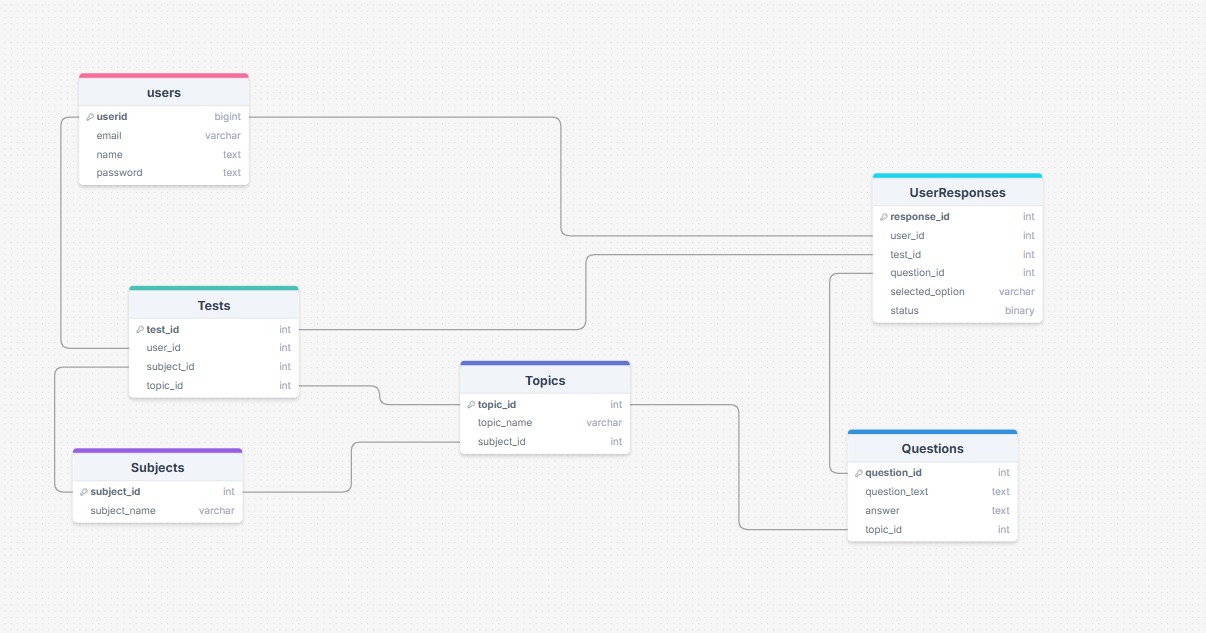 users
userid bigint
email varchar
name text
password text
UserResponses
response_id int
user_id int
test_id int
question_id int
selected_option varchar
status binary
Tests
test_id int
user_id int
subject_id int
topic_id int
Topics
topic_id int
topic_name varchar
subject_id int
Subjects
subject_id int
subject_name varchar
Questions
question_id int
question_text text
answer text
topic_id int